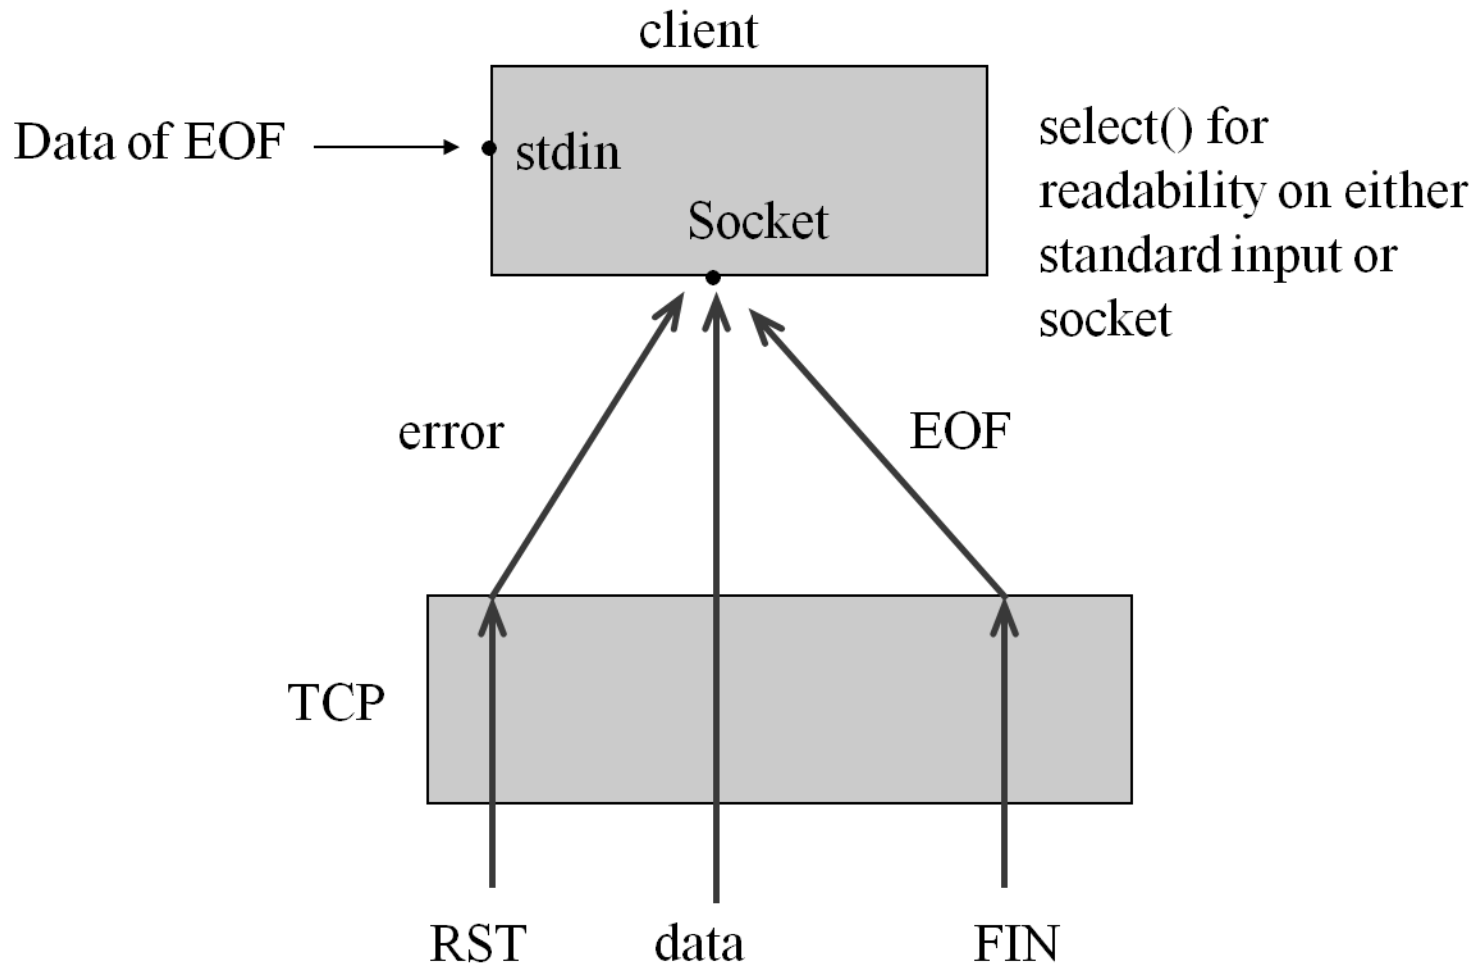 client
Data of EOF
stdin
Socket
select() for
readability on either
standard input or
socket
error
EOF
TCP
RST
data
FIN